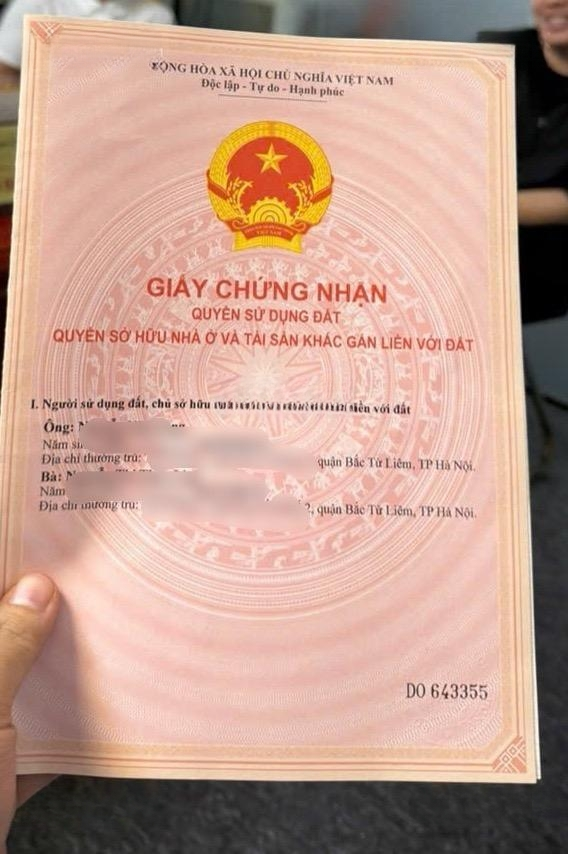 CỘNG HÒA XÃ HỘI CHỦ NGHĨA VIỆT NAM
Độc lập - Tự do - Hạnh phúc
GIẤY CHỨNG NHẬN
QUYỀN SỬ DỤNG ĐẤT
QUYỀN SỞ HỮU NHÀ Ở VÀ TÀI SẢN KHÁC GẮN LIỀN VỚI ĐẤT
I. Người sử dụng đất, chủ sở hữu liền với đất
Ông:
Năm
Địa chỉ thường trú: quận Bắc Từ Liêm, TP Hà Nội.
Bà:
Năm
Địa chỉ thường trú: quận Bắc Từ Liêm, TP Hà Nội.
DO 643355